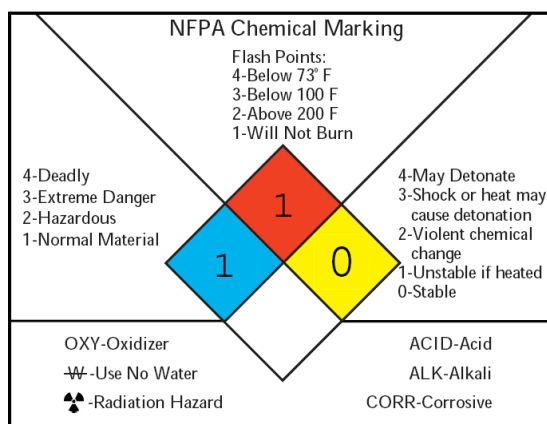 NFPA Chemical Marking
Flash Points:
4-Below 73° F
3-Below 100 F
2-Above 200 F
1-Will Not Burn
4-Deadly
3-Extreme Danger
2-Hazardous
1-Normal Material
1
1
0
4-May Detonate
3-Shock or heat may
cause detonation
2-Violent chemical
change
1-Unstable if heated
0-Stable
OXY-Oxidizer
W-Use No Water
-Radiation Hazard
ACID-Acid
ALK-Alkali
CORR-Corrosive